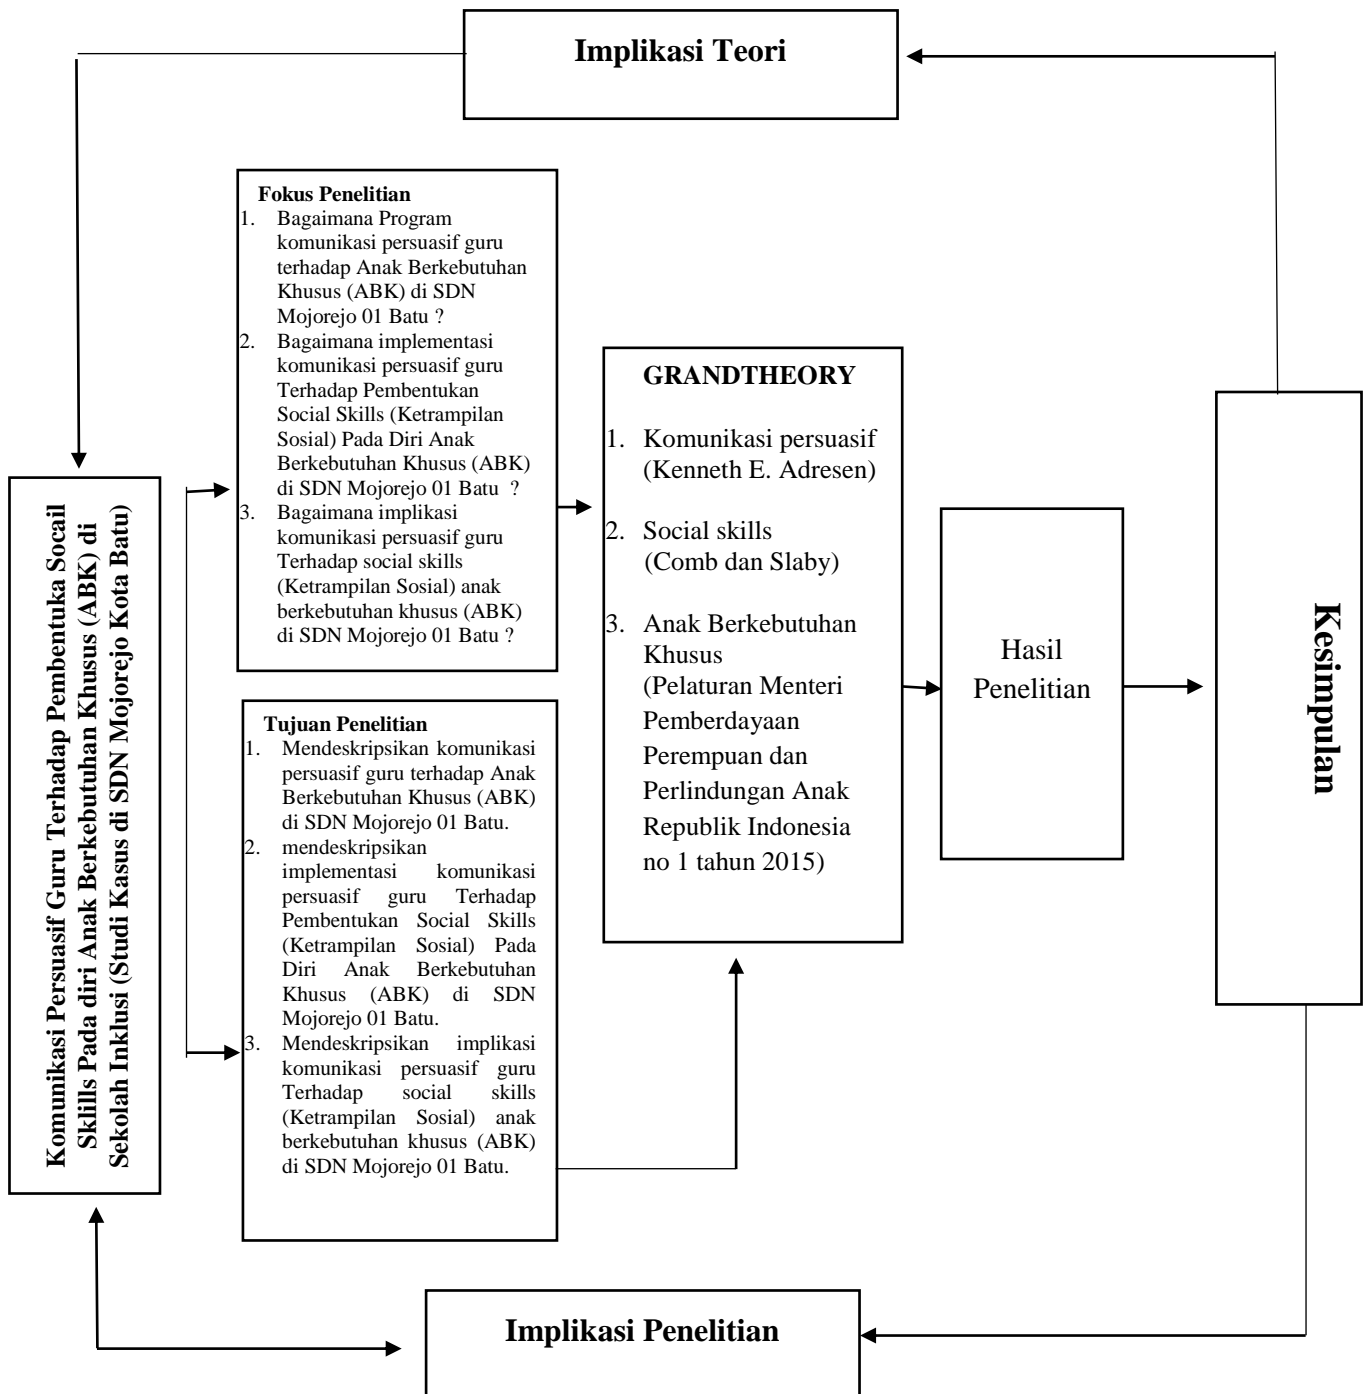 Implikasi Teori
Fokus Penelitian
1. Bagaimana Program
komunikasi persuasif guru
terhadap Anak Berkebutuhan
Khusus (ABK) di SDN
Mojorejo 01 Batu ?
2. Bagaimana implementasi
komunikasi persuasif guru
Terhadap Pembentukan
Social Skills (Ketrampilan
Sosial) Pada Diri Anak
Berkebutuhan Khusus (ABK)
di SDN Mojorejo 01 Batu ?
3. Bagaimana implikasi
komunikasi persuasif guru
Terhadap social skills
(Ketrampilan Sosial) anak
berkebutuhan khusus (ABK)
di SDN Mojorejo 01 Batu ?
GRANDTHEORY
1. Komunikasi persuasif
(Kenneth E. Adresen)
2. Social skills
(Comb dan Slaby)
3. Anak Berkebutuhan
Khusus
(Pelaturan Menteri
Pemberdayaan
Perempuan dan
Perlindungan Anak
Republik Indonesia
no 1 tahun 2015)
Komunikasi Persuasif Guru Terhadap Pembentuka Socail
Sklills Pada diri Anak Berkebutuhan Khusus (ABK) di
Sekolah Inklusi (Studi Kasus di SDN Mojorejo Kota Batu)
Hasil
Penelitian
Kesimpulan
Tujuan Penelitian
1. Mendeskripsikan komunikasi
persuasif guru terhadap Anak
Berkebutuhan Khusus (ABK)
di SDN Mojorejo 01 Batu.
2. mendeskripsikan
implementasi komunikasi
persuasif guru Terhadap
Pembentukan Social Skills
(Ketrampilan Sosial) Pada
Diri Anak Berkebutuhan
Khusus (ABK) di SDN
Mojorejo 01 Batu.
3. Mendeskripsikan implikasi
komunikasi persuasif guru
Terhadap social skills
(Ketrampilan Sosial) anak
berkebutuhan khusus (ABK)
di SDN Mojorejo 01 Batu.
Implikasi Penelitian